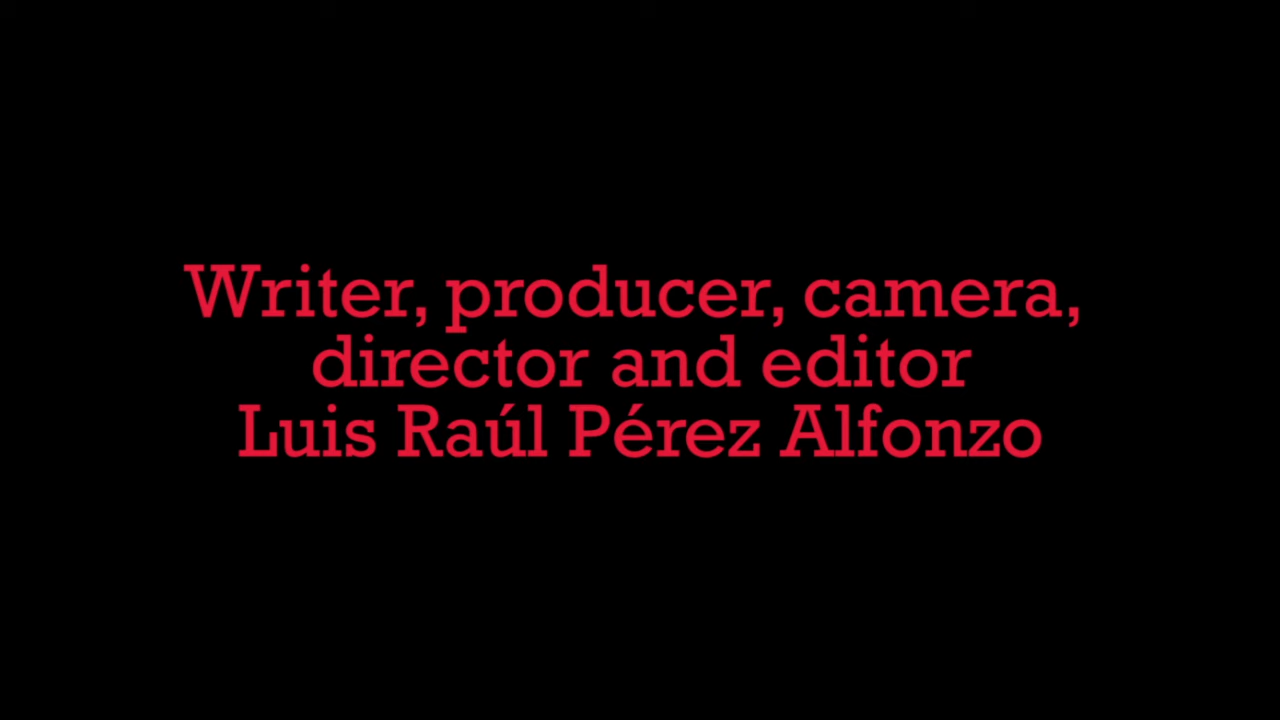 Writer, producer, camera,
director and editor
Luis Raúl Pérez Alfonzo